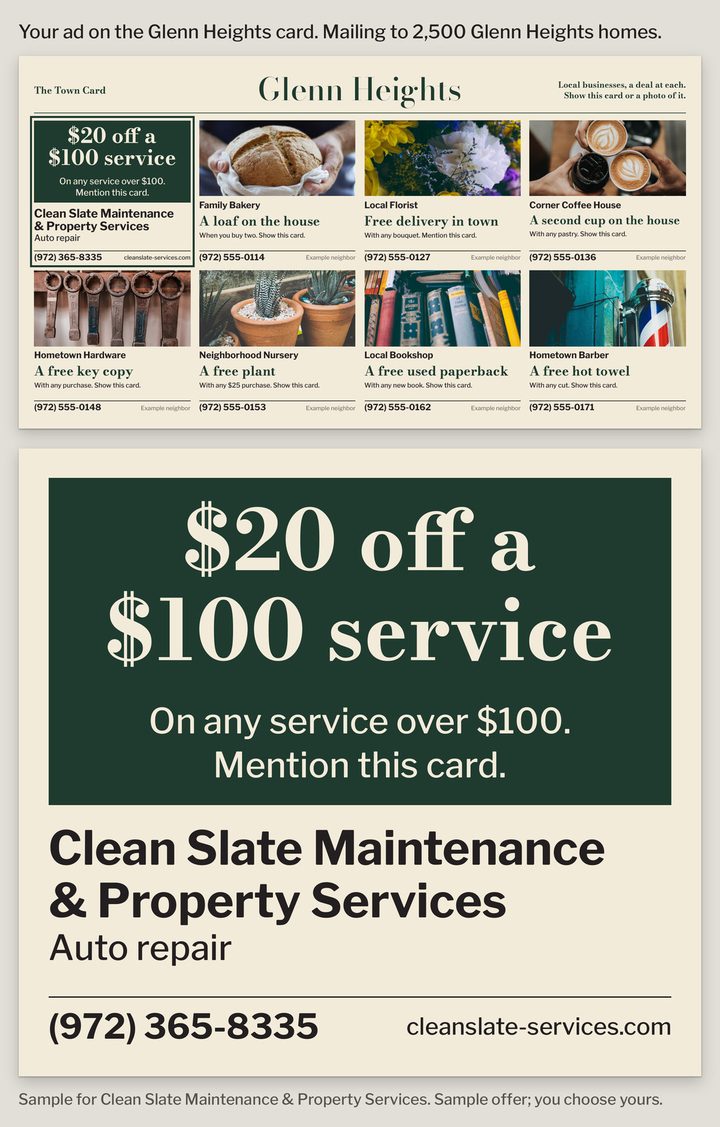 Your ad on the Glenn Heights card. Mailing to 2,500 Glenn Heights homes.
The Town Card
Glenn Heights
Local businesses, a deal at each.
Show this card or a photo of it.
$20 off a
$100 service
On any service over $100.
Mention this card.
Clean Slate Maintenance
& Property Services
Auto repair
(972) 365-8335
cleanslate-services.com
Family Bakery
A loaf on the house
When you buy two. Show this card.
(972) 555-0114
Example neighbor
Local Florist
Free delivery in town
With any bouquet. Mention this card.
(972) 555-0127
Example neighbor
Corner Coffee House
A second cup on the house
With any pastry. Show this card.
(972) 555-0136
Example neighbor
Hometown Hardware
A free key copy
With any purchase. Show this card.
(972) 555-0148
Example neighbor
Neighborhood Nursery
A free plant
With any $25 purchase. Show this card.
(972) 555-0153
Example neighbor
Local Bookshop
A free used paperback
With any new book. Show this card.
(972) 555-0162
Example neighbor
Hometown Barber
A free hot towel
With any cut. Show this card.
(972) 555-0171
Example neighbor
$20 off a
$100 service
On any service over $100.
Mention this card.
Clean Slate Maintenance
& Property Services
Auto repair
(972) 365-8335
cleanslate-services.com
Sample for Clean Slate Maintenance & Property Services. Sample offer; you choose yours.